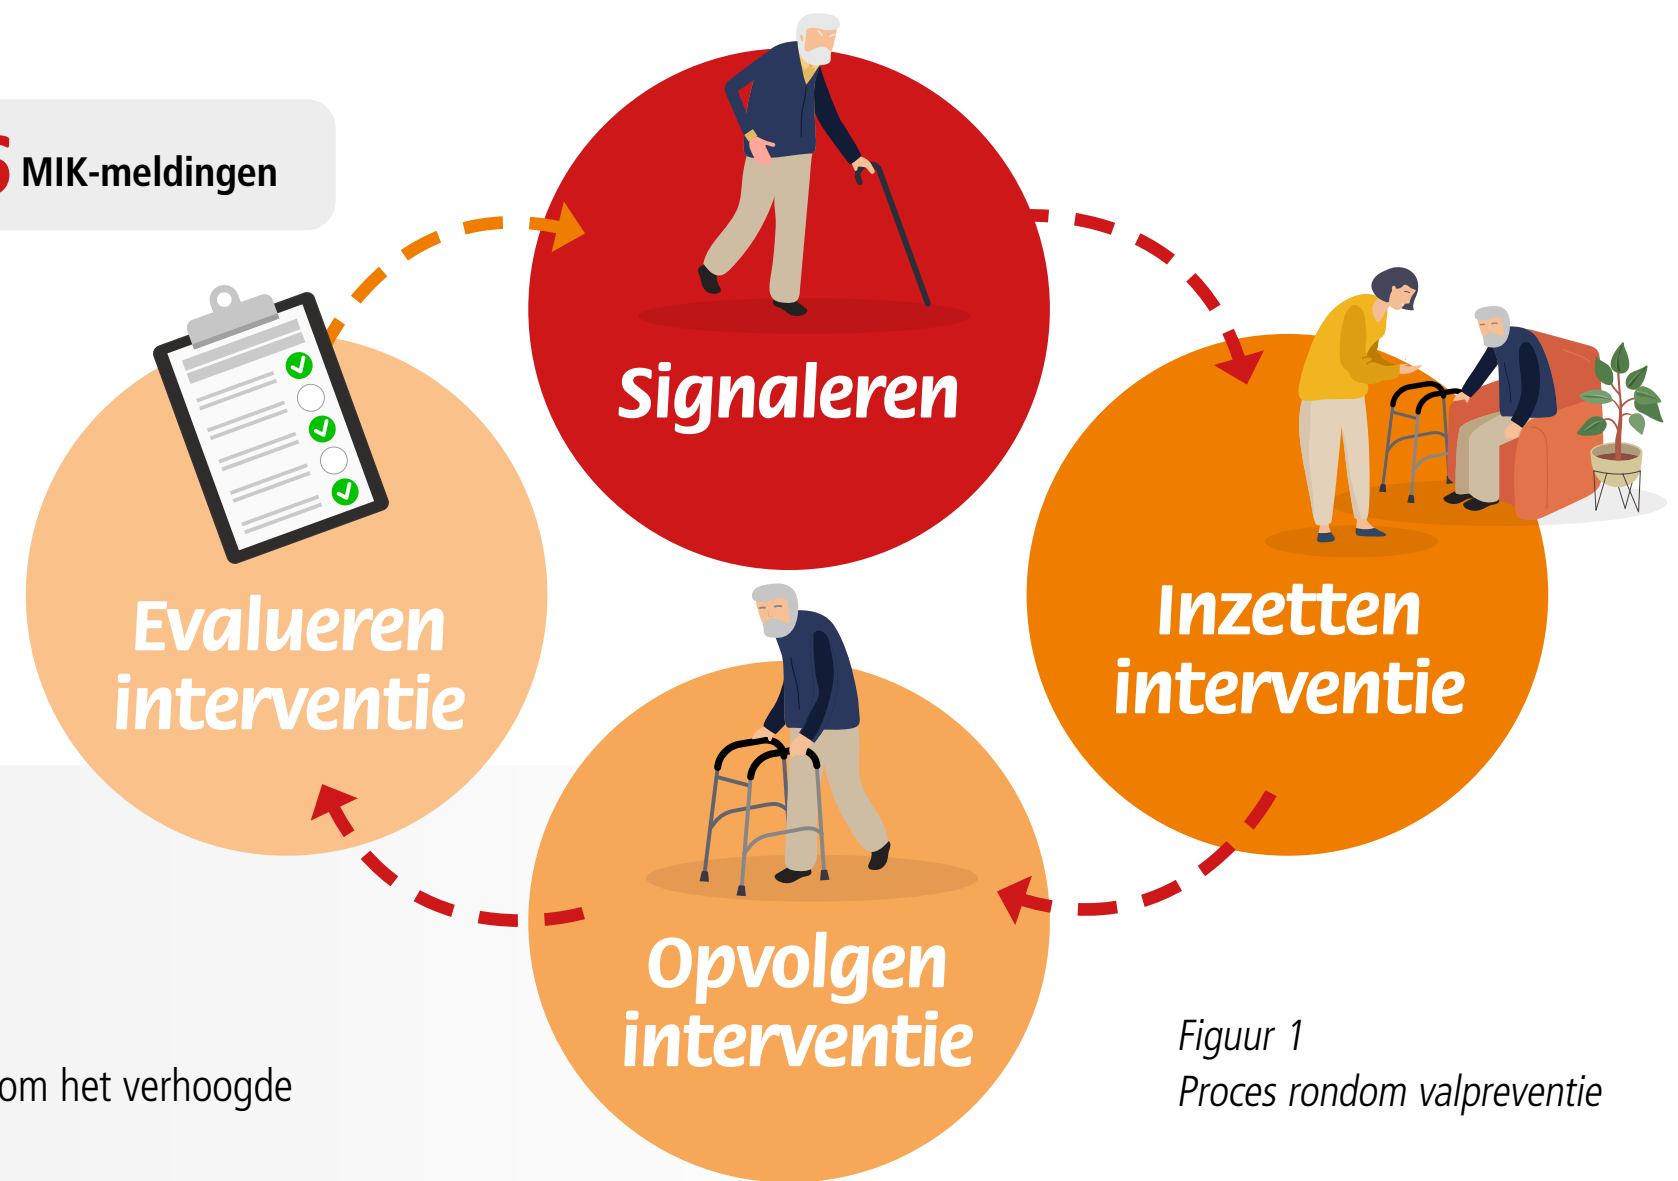 MIK-meldingen
Signaleren
Inzetten
interventie
Evalueren
interventie
Opvolgen
interventie
om het verhoogde
Figuur 1
Proces rondom valpreventie